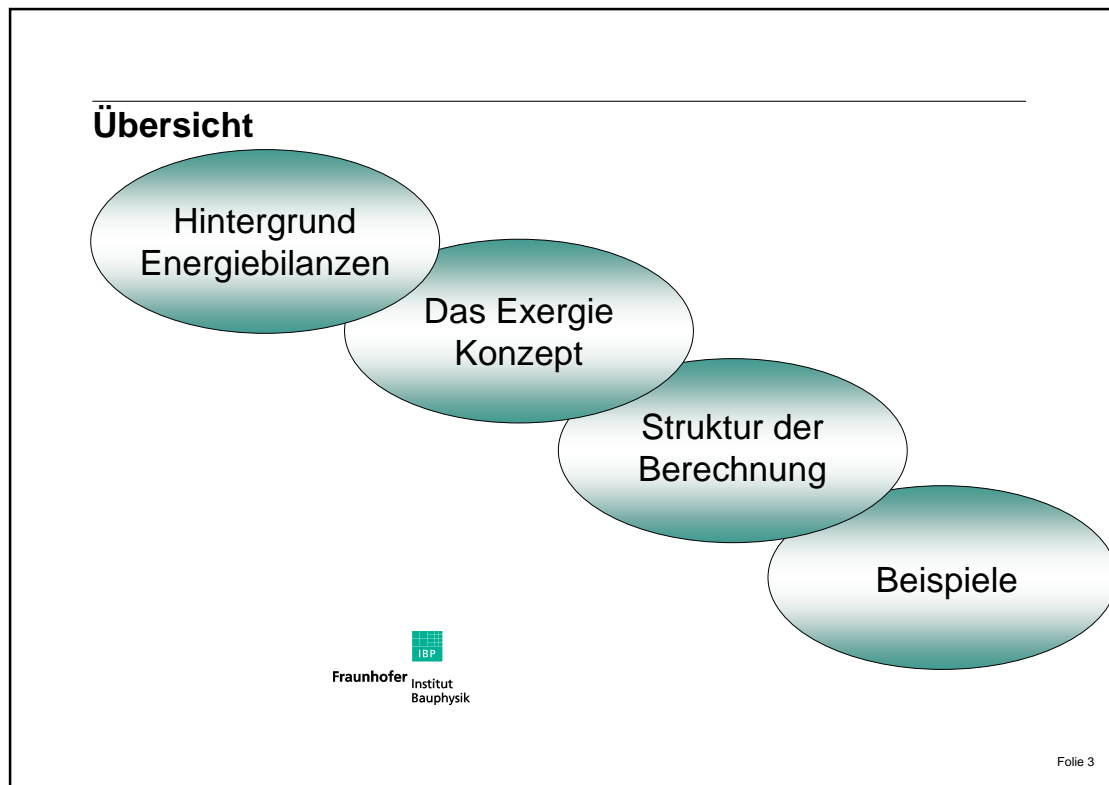 Übersicht
Hintergrund
Energiebilanzen
Das Exergie
Konzept
Struktur der
Berechnung
Beispiele
IBP
Fraunhofer Institut
Bauphysik
Folie 3